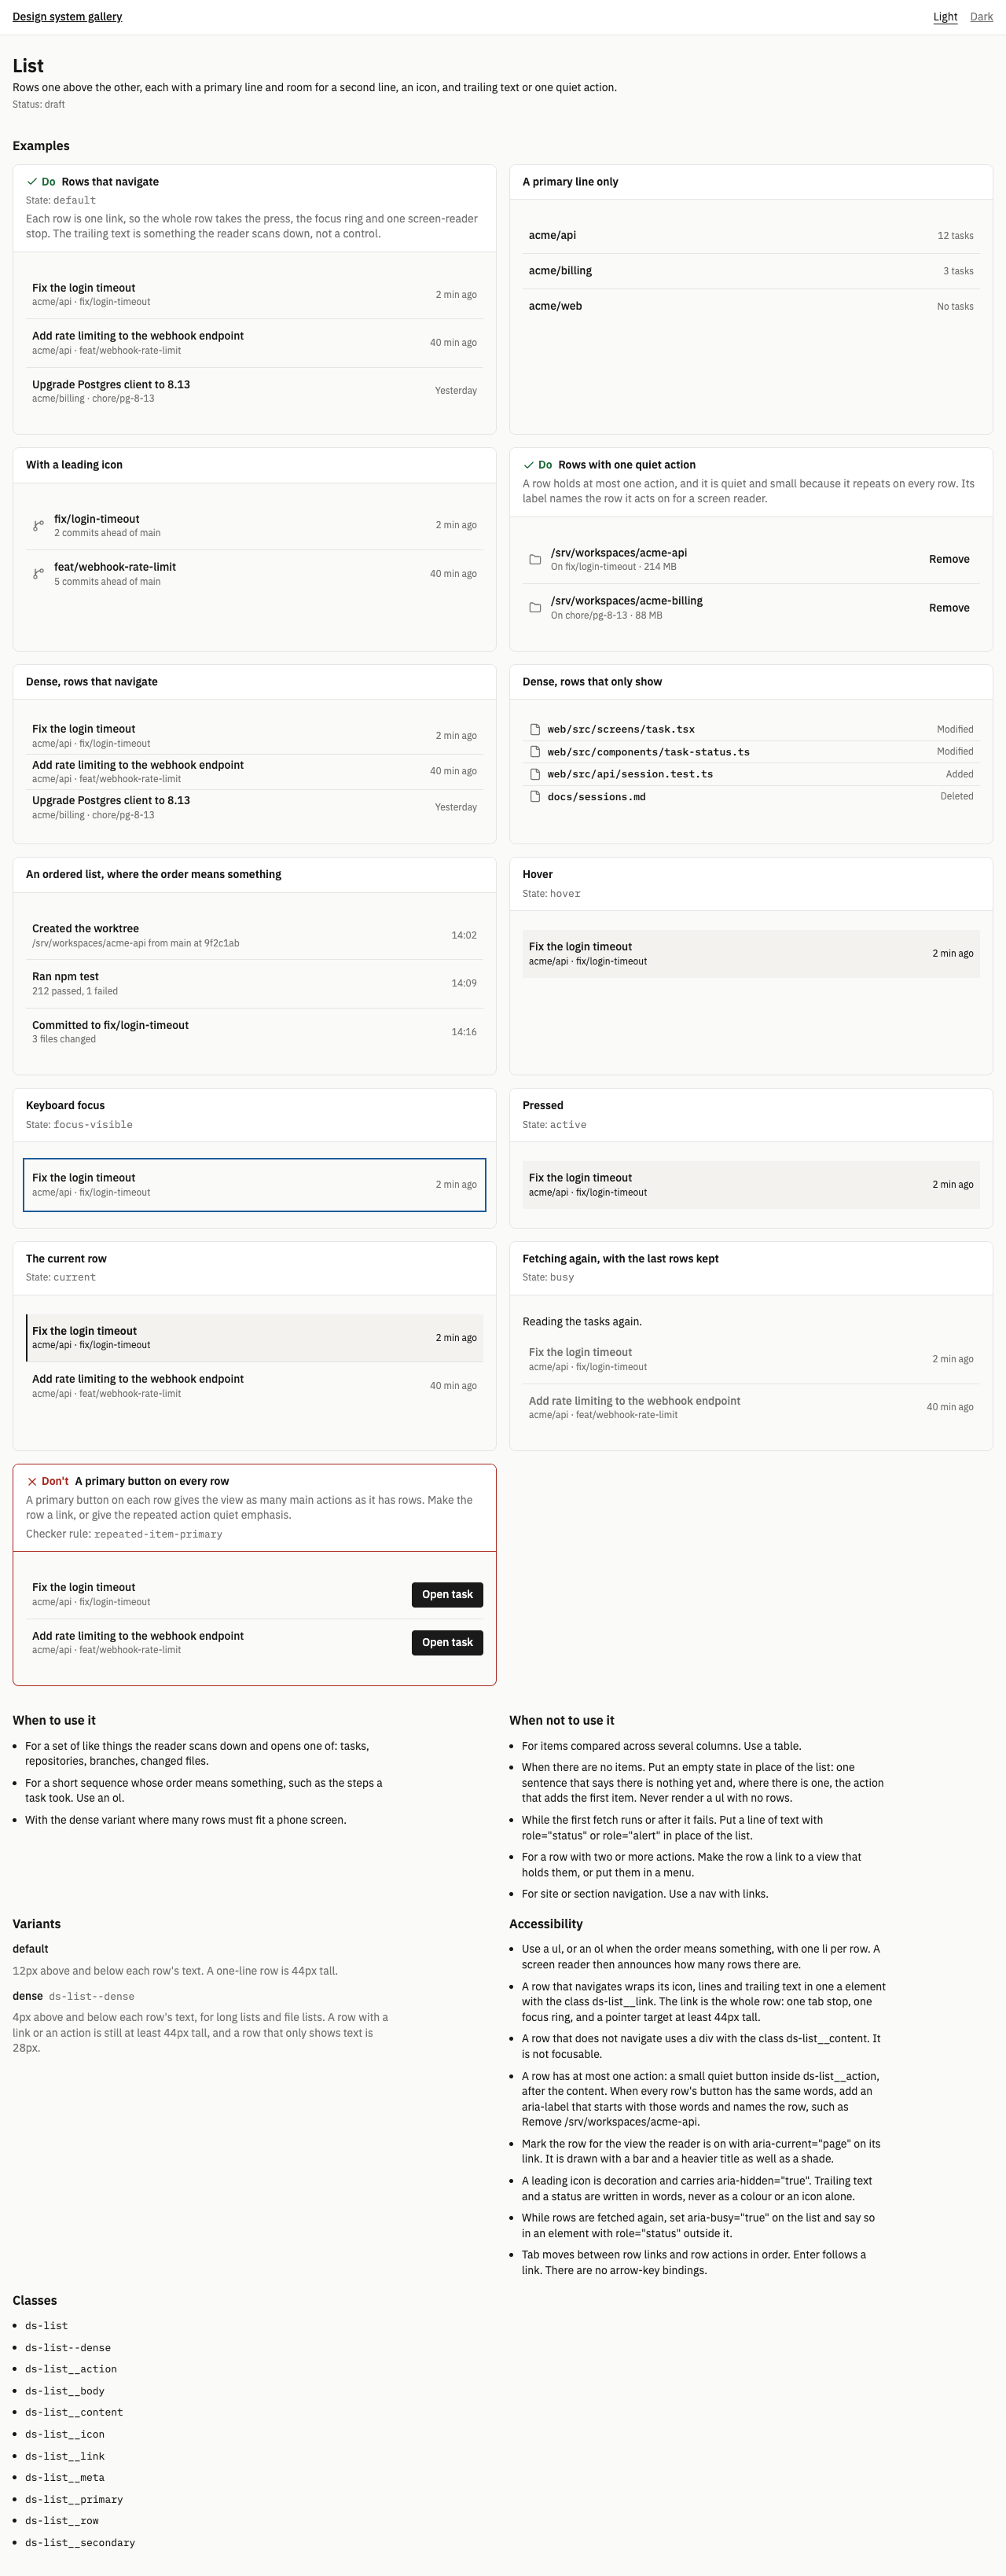 Design system gallery
Light Dark
List
Rows one above the other, each with a primary line and room for a second line, an icon, and trailing text or one quiet action.
Status: draft
Examples
Do Rows that navigate
State: default
Each row is one link, so the whole row takes the press, the focus ring and one screen-reader
stop. The trailing text is something the reader scans down, not a control.
Fix the login timeout
acme/api · fix/login-timeout
2 min ago
Add rate limiting to the webhook endpoint
acme/api · feat/webhook-rate-limit
40 min ago
Upgrade Postgres client to 8.13
acme/billing · chore/pg-8-13
Yesterday
A primary line only
acme/api
12 tasks
acme/billing
3 tasks
acme/web
No tasks
With a leading icon
fix/login-timeout
2 commits ahead of main
2 min ago
feat/webhook-rate-limit
5 commits ahead of main
40 min ago
Do Rows with one quiet action
A row holds at most one action, and it is quiet and small because it repeats on every row. Its
label names the row it acts on for a screen reader.
/srv/workspaces/acme-api
On fix/login-timeout · 214 MB
Remove
/srv/workspaces/acme-billing
On chore/pg-8-13 · 88 MB
Remove
Dense, rows that navigate
Fix the login timeout
acme/api · fix/login-timeout
2 min ago
Add rate limiting to the webhook endpoint
acme/api · feat/webhook-rate-limit
40 min ago
Upgrade Postgres client to 8.13
acme/billing · chore/pg-8-13
Yesterday
Dense, rows that only show
web/src/screens/task.tsx
Modified
web/src/components/task-status.ts
Modified
web/src/api/session.test.ts
Added
docs/sessions.md
Deleted
An ordered list, where the order means something
Created the worktree
/srv/workspaces/acme-api from main at 9f2c1ab
14:02
Ran npm test
212 passed, 1 failed
14:09
Committed to fix/login-timeout
3 files changed
14:16
Hover
State: hover
Fix the login timeout
acme/api · fix/login-timeout
2 min ago
Keyboard focus
State: focus-visible
Fix the login timeout
acme/api · fix/login-timeout
2 min ago
Pressed
State: active
Fix the login timeout
acme/api · fix/login-timeout
2 min ago
The current row
State: current
Fix the login timeout
acme/api · fix/login-timeout
2 min ago
Add rate limiting to the webhook endpoint
acme/api · feat/webhook-rate-limit
40 min ago
Fetching again, with the last rows kept
State: busy
Reading the tasks again.
Fix the login timeout
acme/api · fix/login-timeout
2 min ago
Add rate limiting to the webhook endpoint
acme/api · feat/webhook-rate-limit
40 min ago
Don't A primary button on every row
A primary button on each row gives the view as many main actions as it has rows. Make the
row a link, or give the repeated action quiet emphasis.
Checker rule: repeated-item-primary
Fix the login timeout
acme/api · fix/login-timeout
Open task
Add rate limiting to the webhook endpoint
acme/api · feat/webhook-rate-limit
Open task
When to use it
For a set of like things the reader scans down and opens one of: tasks,
repositories, branches, changed files.
For a short sequence whose order means something, such as the steps a
task took. Use an ol.
With the dense variant where many rows must fit a phone screen.
When not to use it
For items compared across several columns. Use a table.
When there are no items. Put an empty state in place of the list: one
sentence that says there is nothing yet and, where there is one, the action
that adds the first item. Never render a ul with no rows.
While the first fetch runs or after it fails. Put a line of text with
role="status" or role="alert" in place of the list.
For a row with two or more actions. Make the row a link to a view that
holds them, or put them in a menu.
For site or section navigation. Use a nav with links.
Variants
default
12px above and below each row's text. A one-line row is 44px tall.
dense ds-list--dense
4px above and below each row's text, for long lists and file lists. A row with a
link or an action is still at least 44px tall, and a row that only shows text is
28px.
Accessibility
Use a ul, or an ol when the order means something, with one li per row. A
screen reader then announces how many rows there are.
A row that navigates wraps its icon, lines and trailing text in one a element
with the class ds-list__link. The link is the whole row: one tab stop, one
focus ring, and a pointer target at least 44px tall.
A row that does not navigate uses a div with the class ds-list__content. It
is not focusable.
A row has at most one action: a small quiet button inside ds-list__action,
after the content. When every row's button has the same words, add an
aria-label that starts with those words and names the row, such as
Remove /srv/workspaces/acme-api.
Mark the row for the view the reader is on with aria-current="page" on its
link. It is drawn with a bar and a heavier title as well as a shade.
A leading icon is decoration and carries aria-hidden="true". Trailing text
and a status are written in words, never as a colour or an icon alone.
While rows are fetched again, set aria-busy="true" on the list and say so
in an element with role="status" outside it.
Tab moves between row links and row actions in order. Enter follows a
link. There are no arrow-key bindings.
Classes
ds-list
ds-list--dense
ds-list__action
ds-list__body
ds-list__content
ds-list__icon
ds-list__link
ds-list__meta
ds-list__primary
ds-list__row
ds-list__secondary